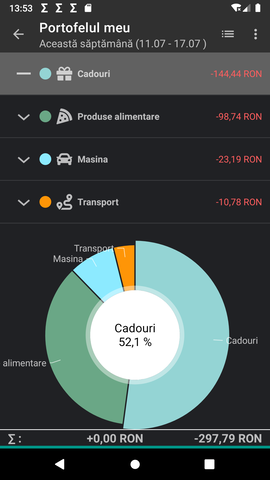 13:53 Σ Σ Σ
Portofelul meu
Această săptămână (11.07 - 17.07 )
Cadouri -144,44 RON
Produse alimentare -98,74 RON
Masina -23,19 RON
Transport -10,78 RON
Transport
Masina
Cadouri
52,1 %
Cadouri
alimentare
Σ : +0,00 RON -297,79 RON